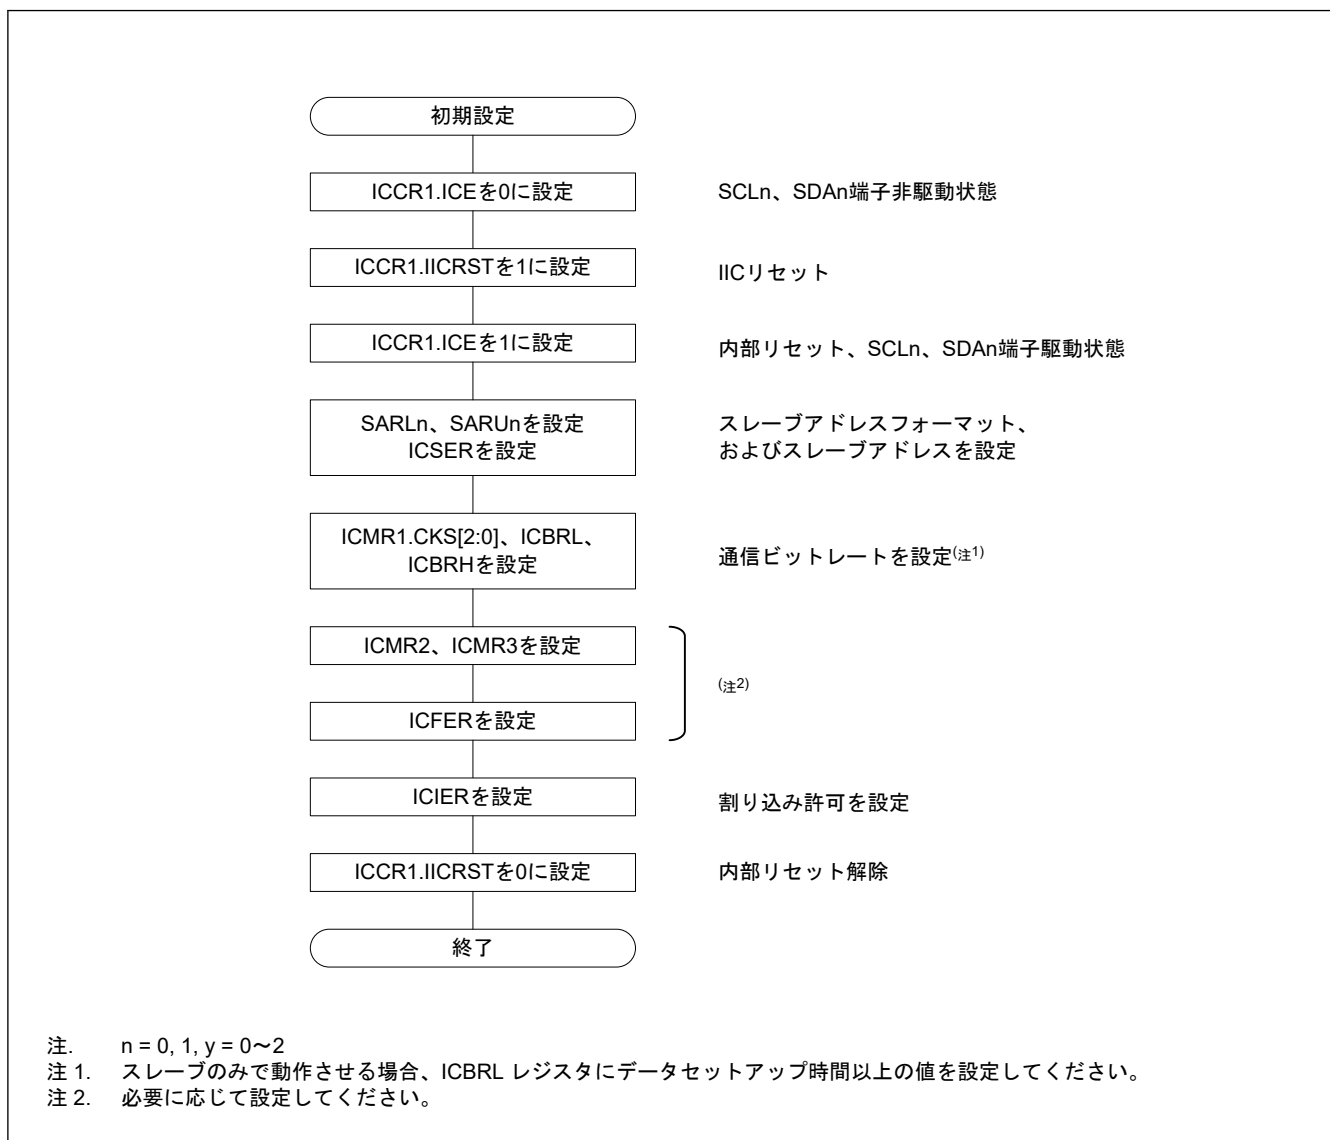 初期設定
ICCR1.ICEを0に設定
SCLn、SDAn端子非駆動状態
ICCR1.IICRSTを1に設定
IICリセット
ICCR1.ICEを1に設定
内部リセット、SCLn、SDAn端子駆動状態
SARLn、SARUnを設定
ICSERを設定
スレーブアドレスフォーマット、
およびスレーブアドレスを設定
ICMR1.CKS[2:0]、ICBRL、
ICBRHを設定
通信ビットレートを設定(注1)
ICMR2、ICMR3を設定
(注2)
ICFERを設定
ICIERを設定
割り込み許可を設定
ICCR1.IICRSTを0に設定
内部リセット解除
終了
注. n = 0, 1, y = 0～2
注 1. スレーブのみで動作させる場合、ICBRL レジスタにデータセットアップ時間以上の値を設定してください。
注 2. 必要に応じて設定してください。